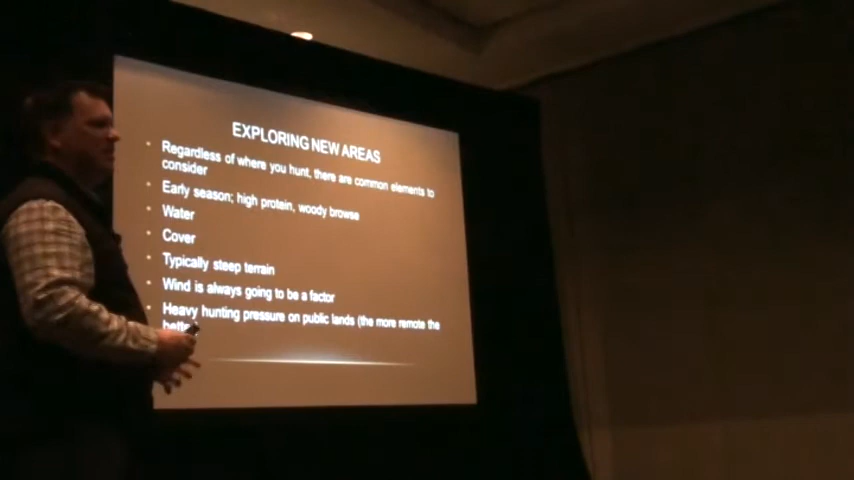 EXPLORING NEW AREAS
• Regardless of where you hunt, there are common elements to
consider
• Early season; high protein, woody browse
• Water
• Cover
• Typically steep terrain
• Wind is always going to be a factor
• Heavy hunting pressure on public lands (the more remote the